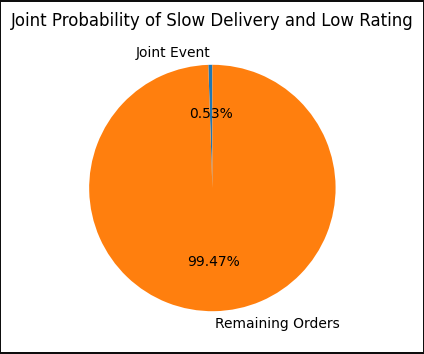 Joint Probability of Slow Delivery and Low Rating
Joint Event
0.53%
99.47%
Remaining Orders